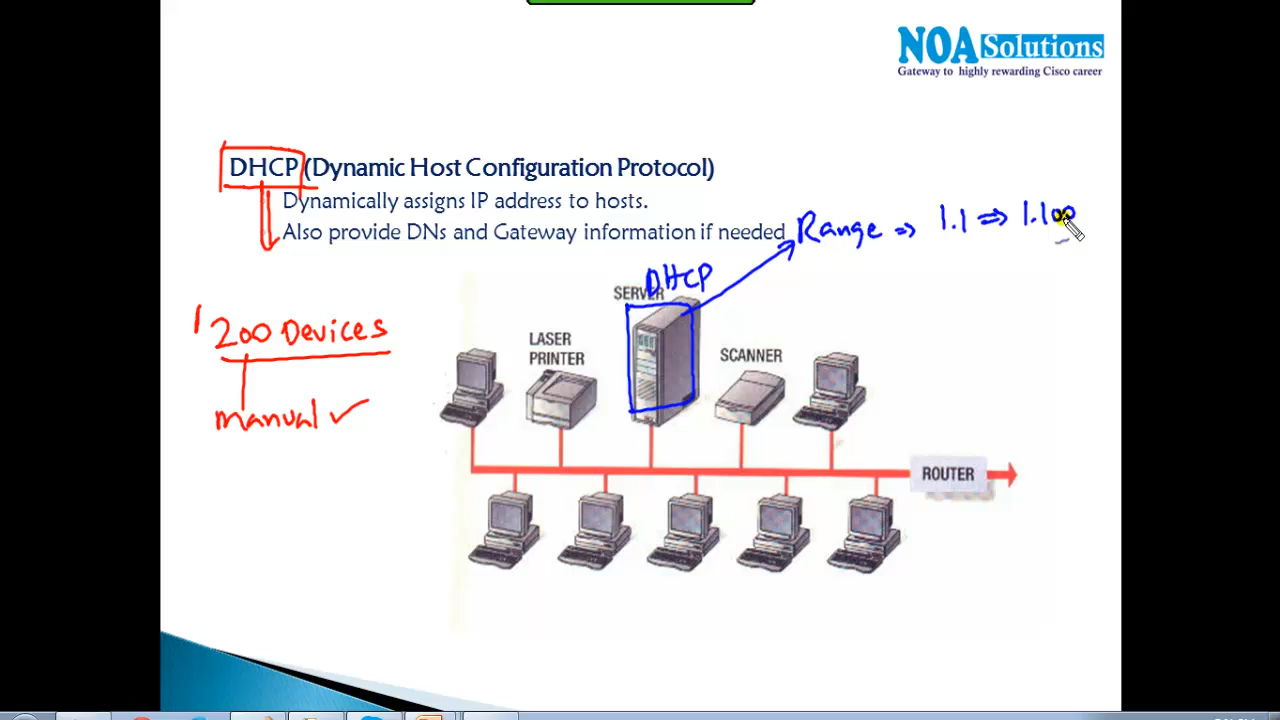 NOA Solutions
Gateway to highly rewarding Cisco career
DHCP (Dynamic Host Configuration Protocol)
Dynamically assigns IP address to hosts.
Also provide DNs and Gateway information if needed
Range ⇒ 1.1 ⇒ 1.100
DHCP
SERVER
200 Devices
LASER
PRINTER
SCANNER
manual ✓
ROUTER